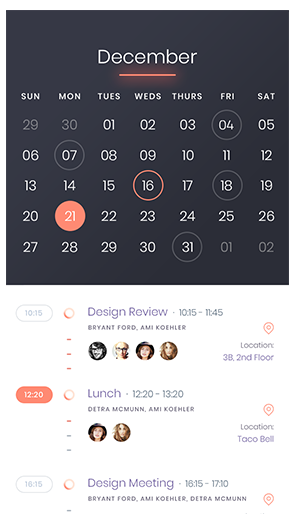 December
SUN MON TUES WEDS THURS FRI SAT
29 30 01 02 03 04 05
06 07 08 09 10 11 12
13 14 15 16 17 18 19
20 21 22 23 24 25 26
27 28 29 30 31 01 02
10:15 Design Review · 10:15 - 11:45
BRYANT FORD, AMI KOEHLER
Location:
3B, 2nd Floor
12:20 Lunch · 12:20 - 13:20
DETRA MCMUNN, AMI KOEHLER
Location:
Taco Bell
16:15 Design Meeting · 16:15 - 17:10
BRYANT FORD, AMI KOEHLER, DETRA MCMUNN
Location: